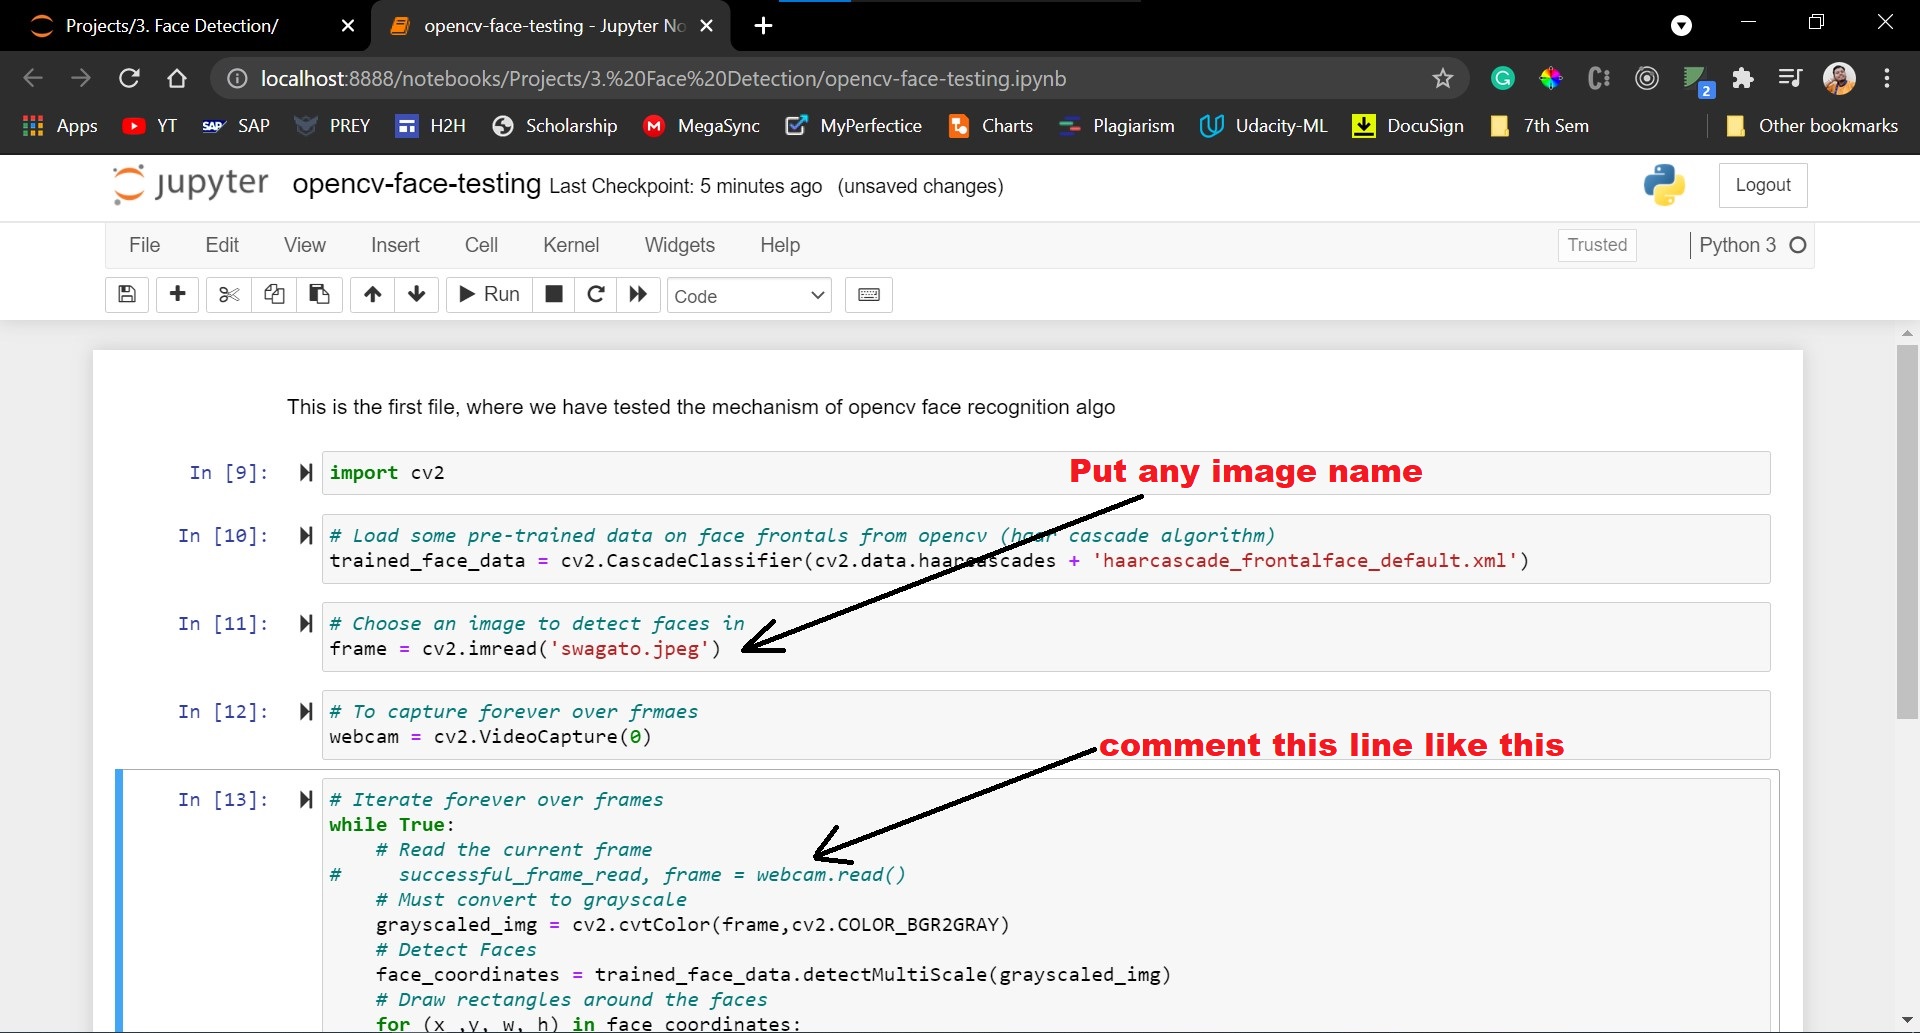 Projects/3. Face Detection/
opencv-face-testing - Jupyter No
localhost:8888/notebooks/Projects/3.%20Face%20Detection/opencv-face-testing.ipynb
2
Apps YT SAP SAP PREY H2H Scholarship M MegaSync MyPerfectice Charts Plagiarism Udacity-ML DocuSign 7th Sem Other bookmarks
jupyter opencv-face-testing Last Checkpoint: 5 minutes ago (unsaved changes) Logout
File Edit View Insert Cell Kernel Widgets Help Trusted Python 3
Run Code
This is the first file, where we have tested the mechanism of opencv face recognition algo
In [9]: import cv2
Put any image name
In [10]: # Load some pre-trained data on face frontals from opencv (haar cascade algorithm)
trained_face_data = cv2.CascadeClassifier(cv2.data.haarcascades + 'haarcascade_frontalface_default.xml')
In [11]: # Choose an image to detect faces in
frame = cv2.imread('swagato.jpeg')
In [12]: # To capture forever over frmaes
webcam = cv2.VideoCapture(0)
comment this line like this
In [13]: # Iterate forever over frames
while True:
# Read the current frame
# successful_frame_read, frame = webcam.read()
# Must convert to grayscale
grayscaled_img = cv2.cvtColor(frame,cv2.COLOR_BGR2GRAY)
# Detect Faces
face_coordinates = trained_face_data.detectMultiScale(grayscaled_img)
# Draw rectangles around the faces
for (x ,y, w, h) in face_coordinates: